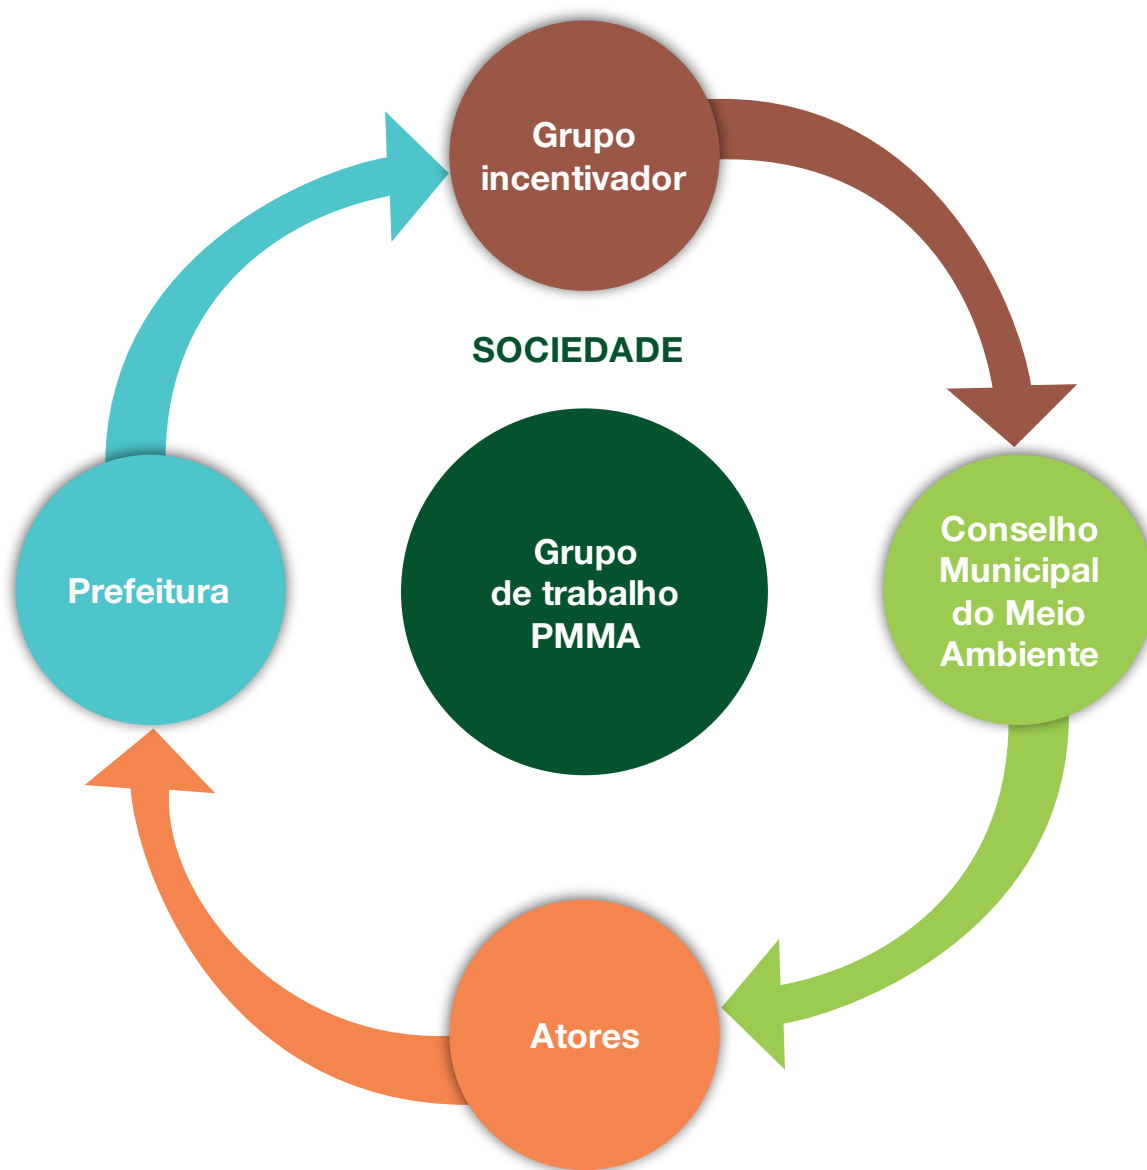 Grupo
incentivador
SOCIEDADE
Grupo
de trabalho
PMMA
Conselho
Municipal
do Meio
Ambiente
Prefeitura
Atores